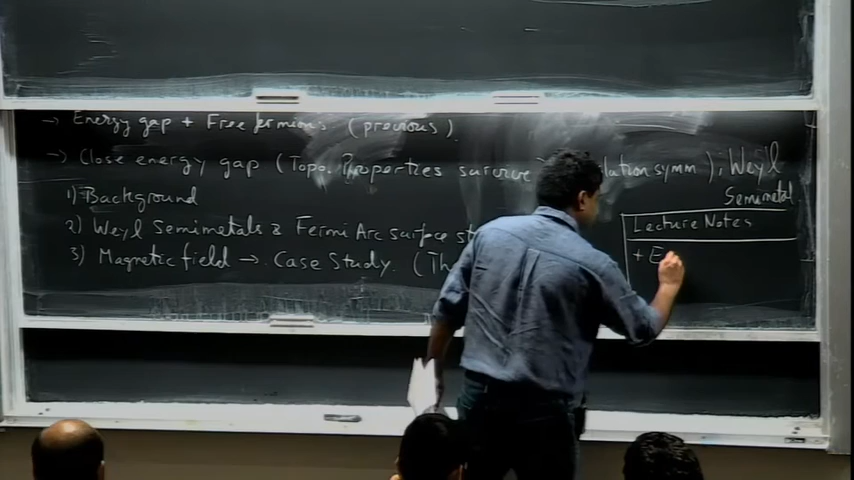 → Energy gap + Free fermions (previous)
→ Close energy gap (Topo. Properties survive lation symm), Weyl
Semimetal
1) Background
2) Weyl Semimetals & Fermi Arc surface st
3) Magnetic field → Case Study (Th
Lecture Notes
+ E